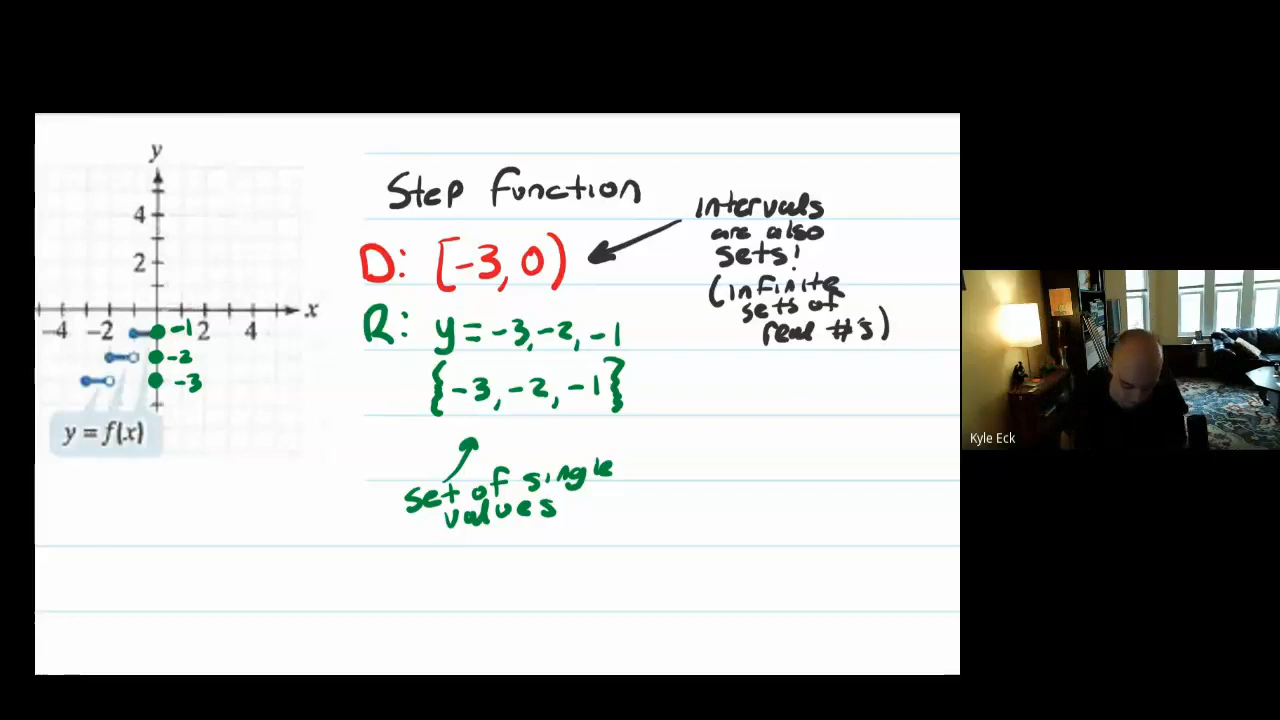 y
4
2
-4 -2 2 4 x
-1
-2
-3
y = f(x)
Step Function
D: [-3, 0)
R: y = -3, -2, -1
{-3, -2, -1}
set of single
values
intervals
are also
sets!
(infinite
sets of
real #'s)
Kyle Eck